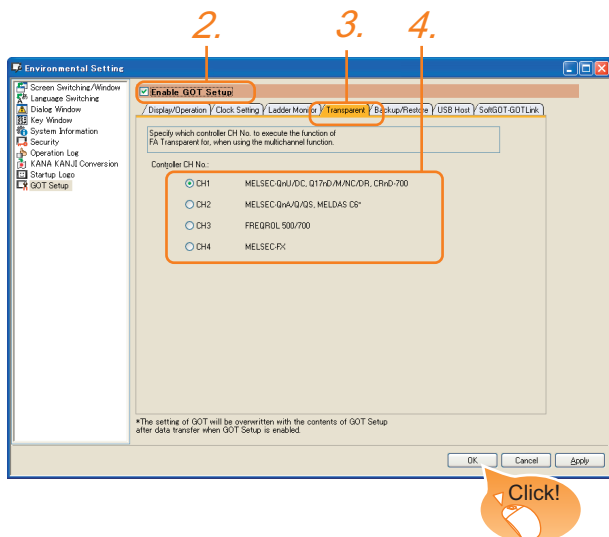 2. 3. 4.
Environmental Setting
Screen Switching/Window
Language Switching
Dialog Window
Key Window
System Information
Security
Operation Log
KANA KANJI Conversion
Startup Logo
GOT Setup
Enable GOT Setup
Display/Operation Clock Setting Ladder Monitor Transparent Backup/Restore USB Host SoftGOT-GOTLink
Specify which controller CH No. to execute the function of
FA Transparent for, when using the multichannel function.
Controller CH No.:
CH1 MELSEC-QnU/DC, Q17nD/M/NC/DR, CRnD-700
CH2 MELSEC-QnA/Q/QS, MELDAS C6*
CH3 FREQROL 500/700
CH4 MELSEC-FX
*The setting of GOT will be overwritten with the contents of GOT Setup
after data transfer when GOT Setup is enabled.
OK Cancel Apply
Click!